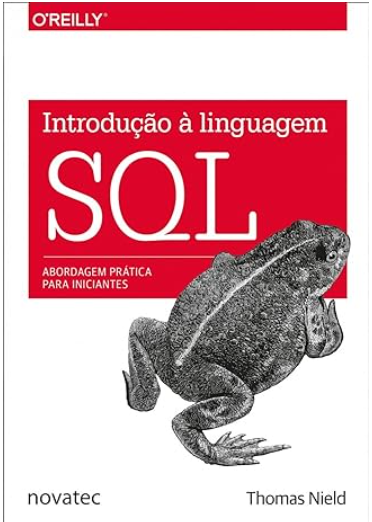 O'REILLY®
Introdução à linguagem
SQL
ABORDAGEM PRÁTICA
PARA INICIANTES
novatec
Thomas Nield